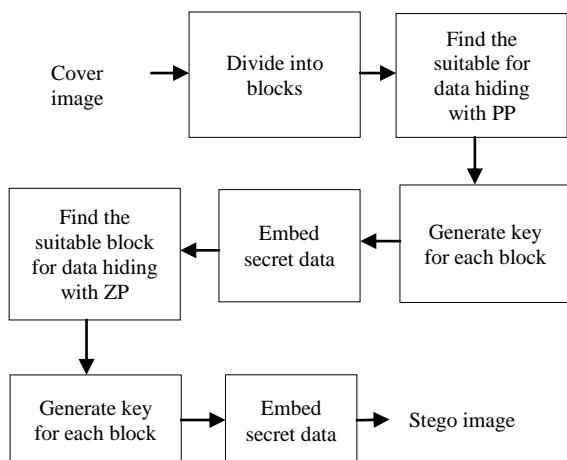 Cover
image
Divide into
blocks
Find the
suitable for
data hiding
with PP
Generate key
for each block
Embed
secret data
Find the
suitable block
for data hiding
with ZP
Generate key
for each block
Embed
secret data
Stego image